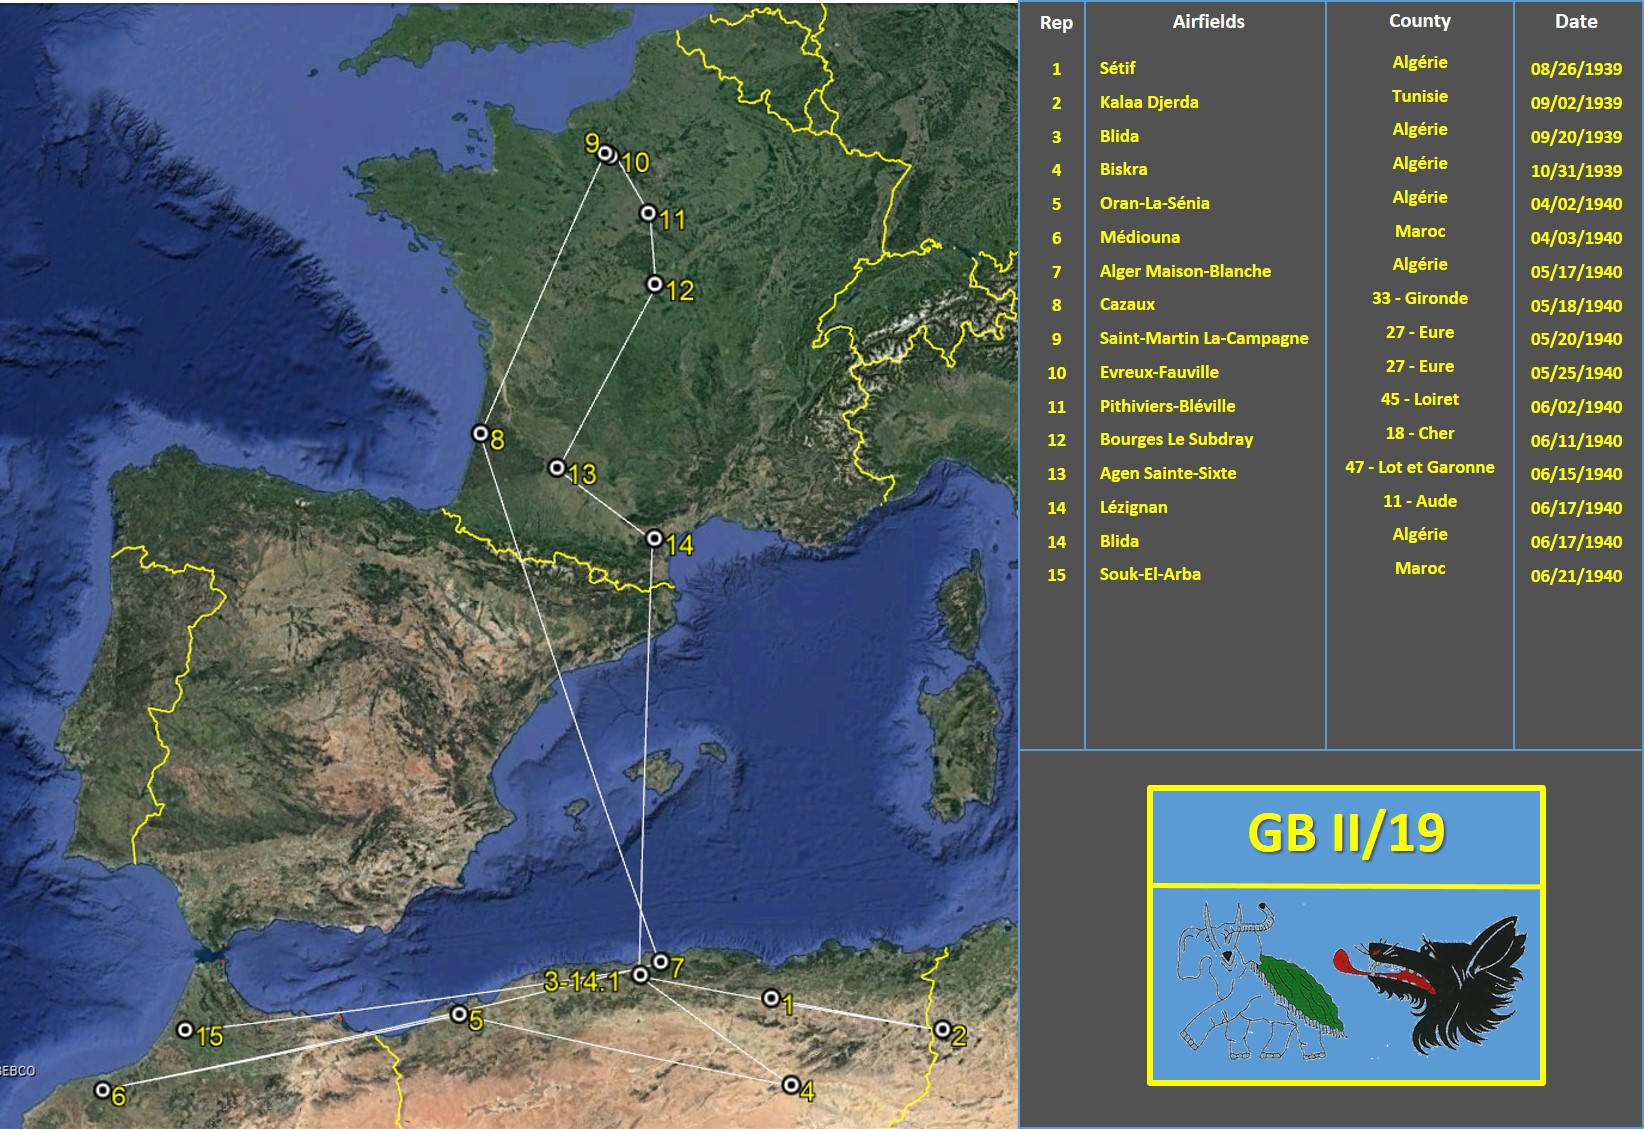 Rep Airfields County Date
1 Sétif Algérie 08/26/1939
2 Kalaa Djerda Tunisie 09/02/1939
3 Blida Algérie 09/20/1939
4 Biskra Algérie 10/31/1939
5 Oran-La-Sénia Algérie 04/02/1940
6 Médiouna Maroc 04/03/1940
7 Alger Maison-Blanche Algérie 05/17/1940
8 Cazaux 33 - Gironde 05/18/1940
9 Saint-Martin La-Campagne 27 - Eure 05/20/1940
10 Evreux-Fauville 27 - Eure 05/25/1940
11 Pithiviers-Bléville 45 - Loiret 06/02/1940
12 Bourges Le Subdray 18 - Cher 06/11/1940
13 Agen Sainte-Sixte 47 - Lot et Garonne 06/15/1940
14 Lézignan 11 - Aude 06/17/1940
14 Blida Algérie 06/17/1940
15 Souk-El-Arba Maroc 06/21/1940
9
10
11
12
8
13
14
7
3-14.1
1
5
15
2
4
6
GEBCO
GB II/19